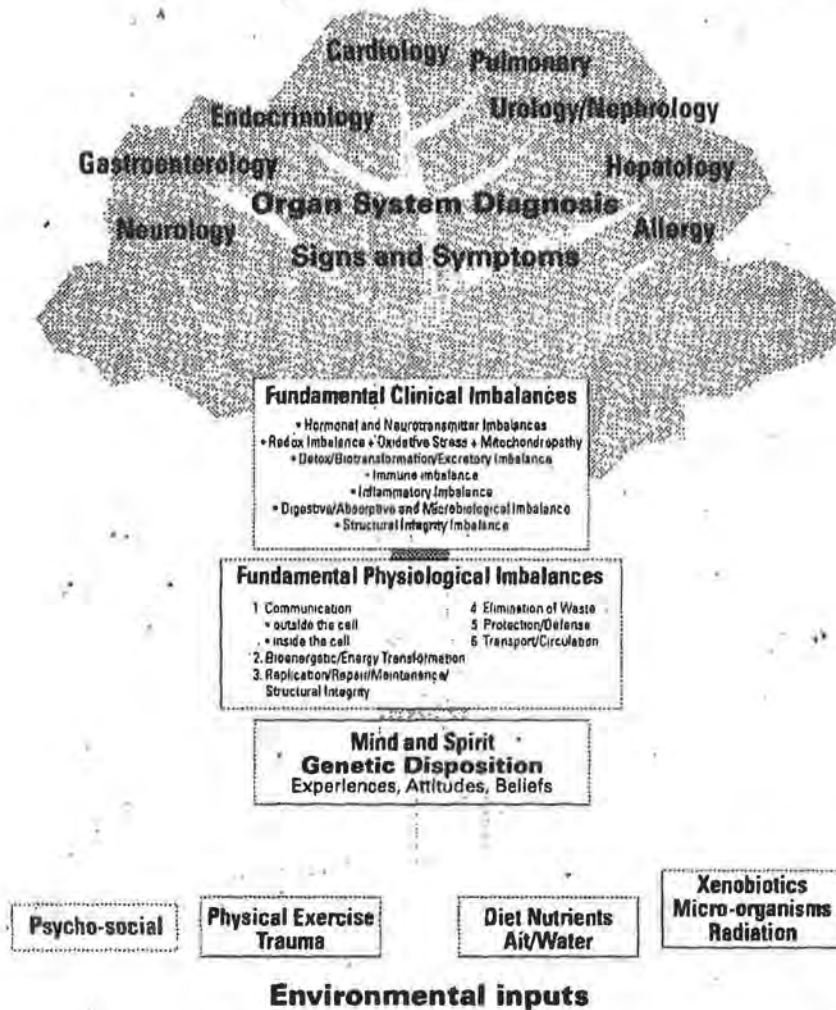 Cardiology
Pulmonary
Endocrinology
Urology/Nephrology
Gastroenterology
Hepatology
Organ System Diagnosis
Neurology
Allergy
Signs and Symptoms
Fundamental Clinical Imbalances
• Hormonal and Neurotransmitter Imbalances
• Redox Imbalance + Oxidative Stress + Mitochondropathy
• Detox/Biotransformation/Excretory Imbalance
• Immune imbalance
• Inflammatory Imbalance
• Digestive/Absorptive and Microbiological Imbalance
• Structural Integrity Imbalance
Fundamental Physiological Imbalances
1 Communication
• outside the cell
• inside the cell
2. Bioenergetic/Energy Transformation
3. Replication/Repair/Maintenance/
Structural Integrity
4 Elimination of Waste
5 Protection/Defense
6 Transport/Circulation
Mind and Spirit
Genetic Disposition
Experiences, Attitudes, Beliefs
Psycho-social
Physical Exercise
Trauma
Diet Nutrients
Ait/Water
Xenobiotics
Micro-organisms
Radiation
Environmental inputs